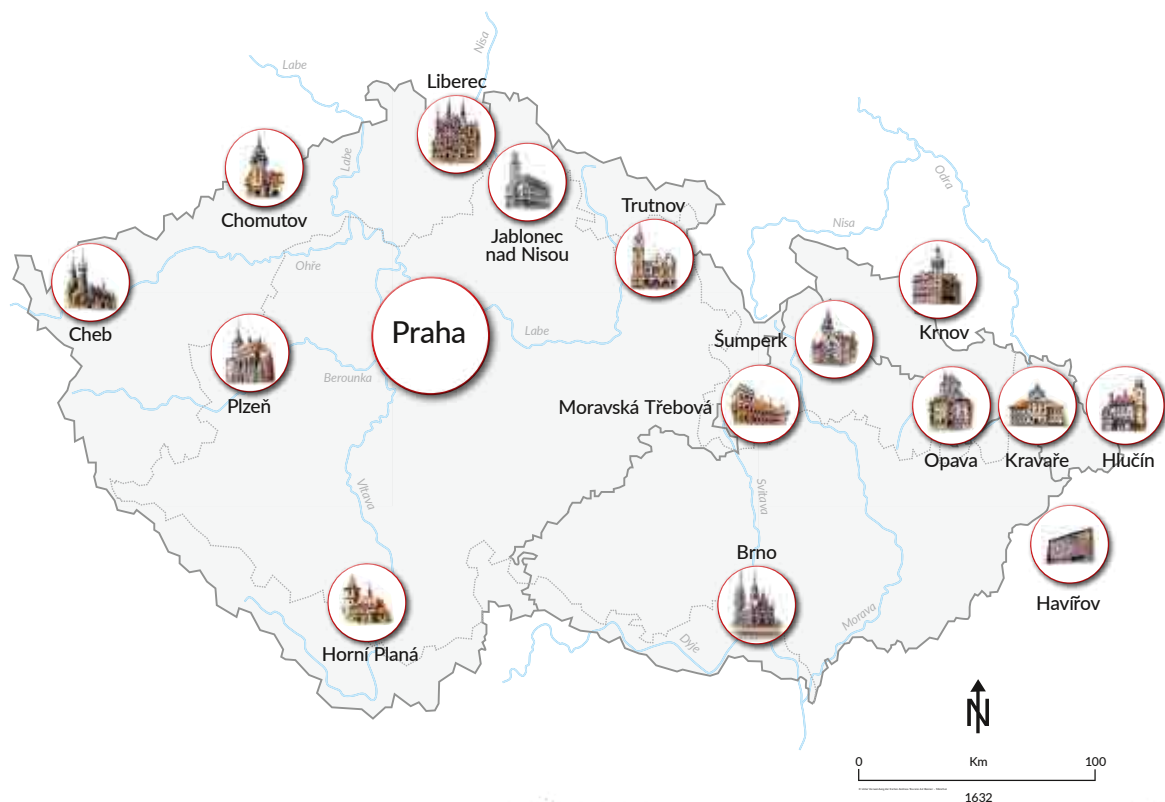 Nisa
Labe
Liberec
Labe
Chomutov
Jablonec
nad Nisou
Trutnov
Odra
Nisa
Ohře
Cheb
Praha
Labe
Krnov
Šumperk
Berounka
Plzeň
Moravská Třebová
Opava
Kravaře
Hlučín
Vltava
Svitava
Brno
Havířov
Horní Planá
Dyje
Morava
N
0 Km 100
1632